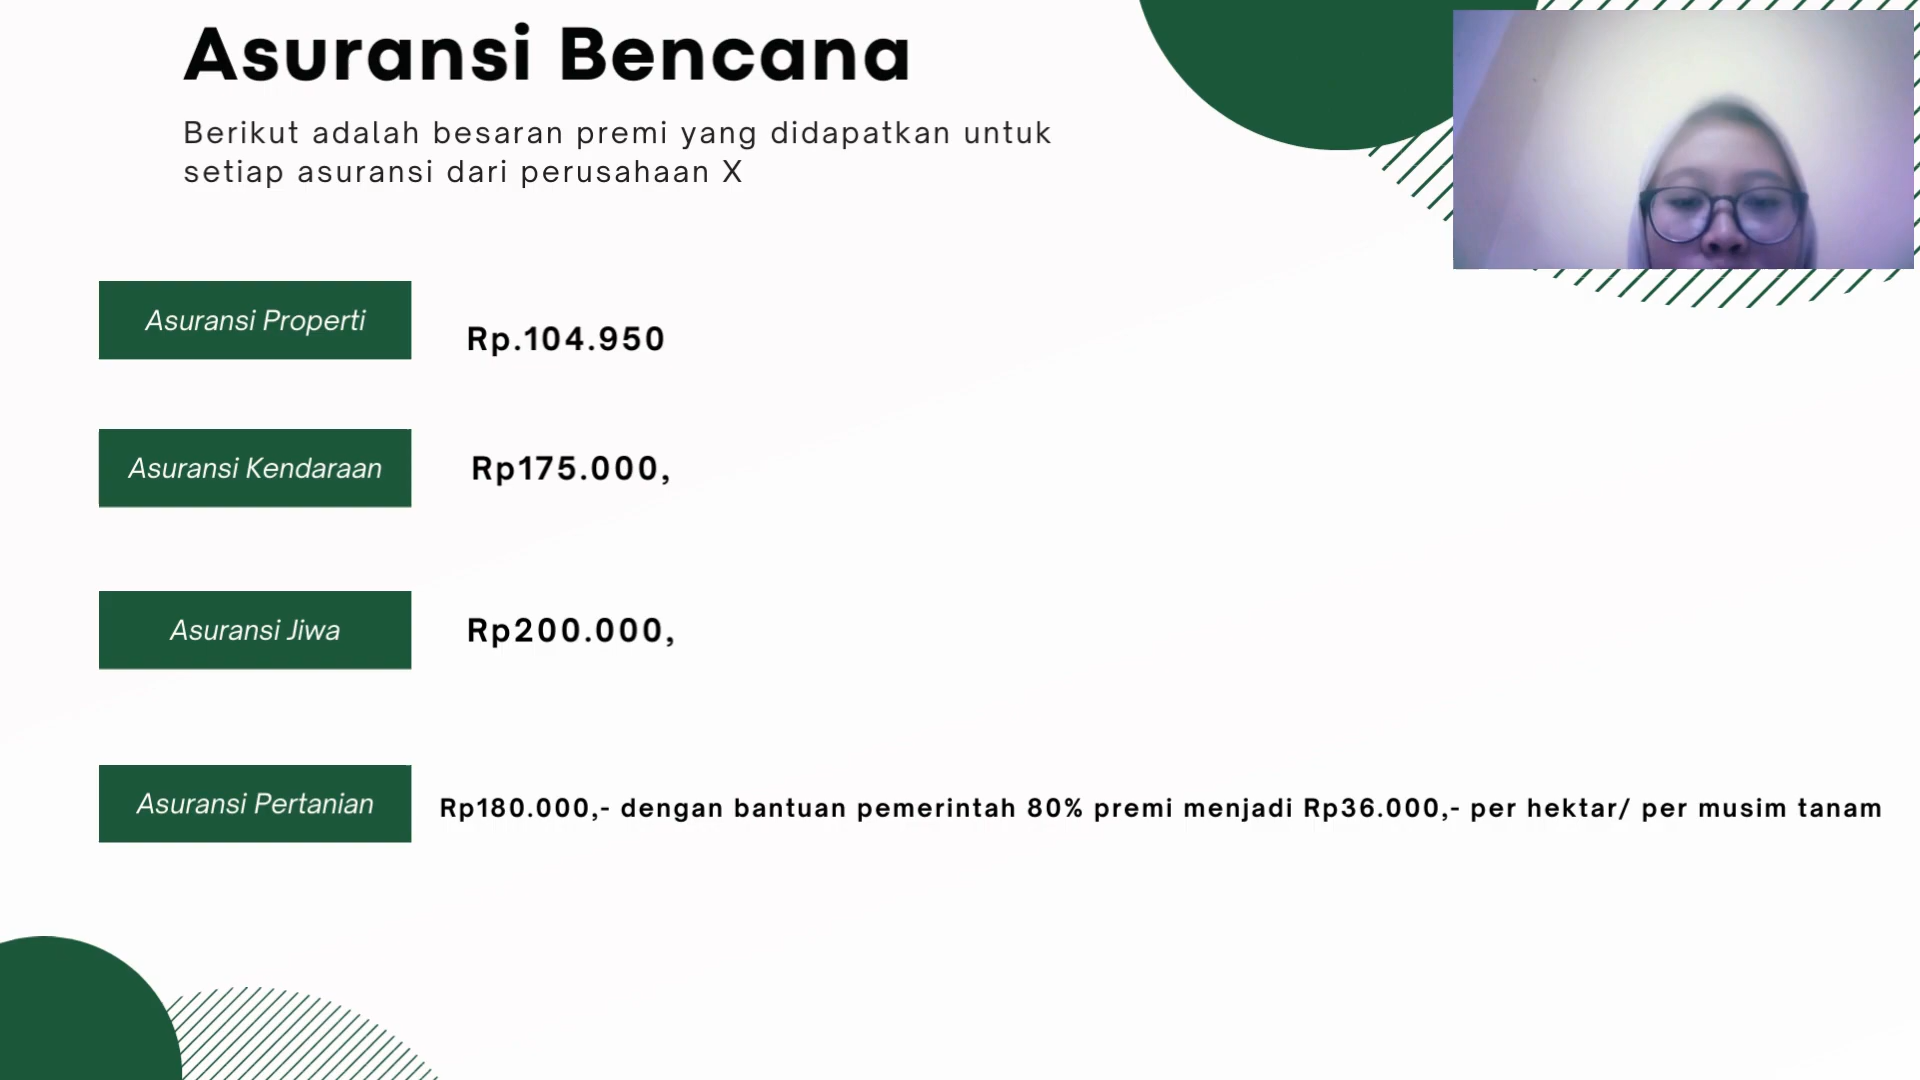 Asuransi Bencana
Berikut adalah besaran premi yang didapatkan untuk
setiap asuransi dari perusahaan X
Asuransi Properti
Rp.104.950
Asuransi Kendaraan
Rp175.000,
Asuransi Jiwa
Rp200.000,
Asuransi Pertanian
Rp180.000,- dengan bantuan pemerintah 80% premi menjadi Rp36.000,- per hektar/ per musim tanam